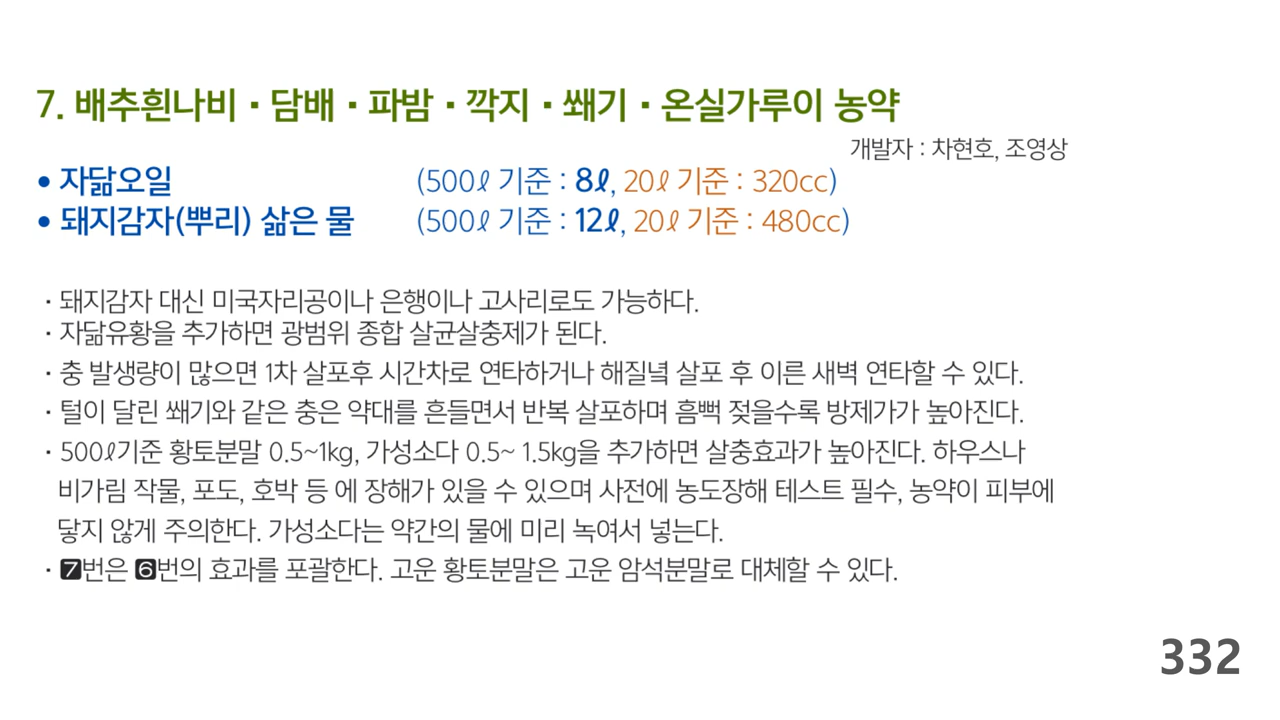 7. 배추흰나비 ▪ 담배 ▪ 파밤 ▪ 깍지 ▪ 쐐기 ▪ 온실가루이 농약
개발자 : 차현호, 조영상
• 자닮오일 (500ℓ 기준 : 8ℓ, 20ℓ 기준 : 320cc)
• 돼지감자(뿌리) 삶은 물 (500ℓ 기준 : 12ℓ, 20ℓ 기준 : 480cc)
· 돼지감자 대신 미국자리공이나 은행이나 고사리로도 가능하다.
· 자닮유황을 추가하면 광범위 종합 살균살충제가 된다.
· 충 발생량이 많으면 1차 살포후 시간차로 연타하거나 해질녘 살포 후 이른 새벽 연타할 수 있다.
· 털이 달린 쐐기와 같은 충은 약대를 흔들면서 반복 살포하며 흠뻑 젖을수록 방제가가 높아진다.
· 500ℓ기준 황토분말 0.5~1kg, 가성소다 0.5~ 1.5kg을 추가하면 살충효과가 높아진다. 하우스나
비가림 작물, 포도, 호박 등 에 장해가 있을 수 있으며 사전에 농도장해 테스트 필수, 농약이 피부에
닿지 않게 주의한다. 가성소다는 약간의 물에 미리 녹여서 넣는다.
· 7번은 6번의 효과를 포괄한다. 고운 황토분말은 고운 암석분말로 대체할 수 있다.
332